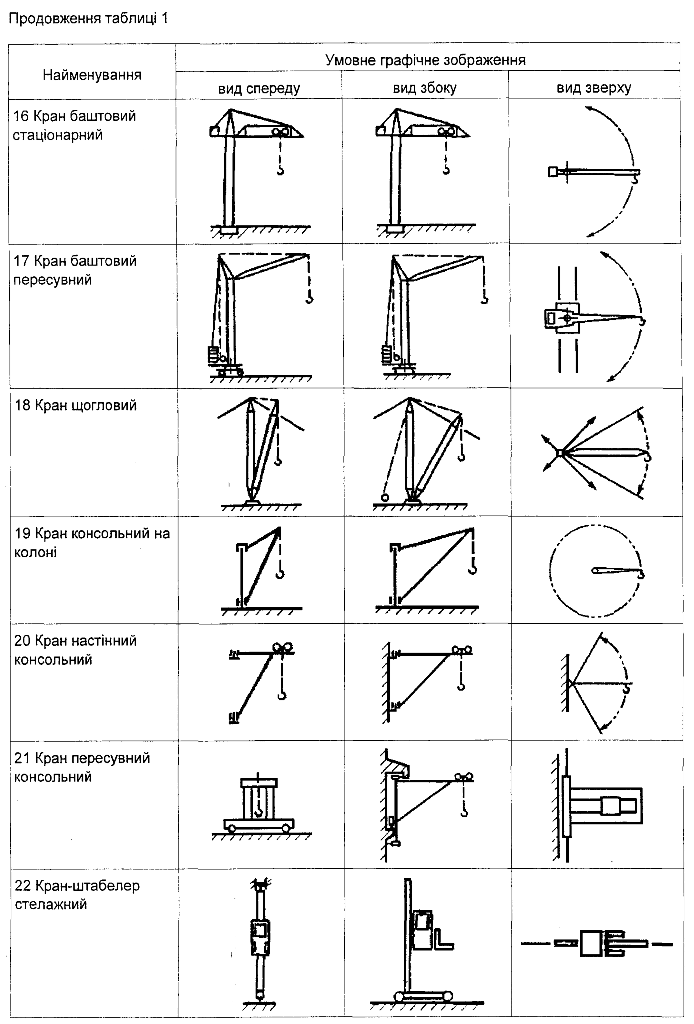 Продовження таблиці 1
Найменування
Умовне графічне зображення
вид спереду
вид збоку
вид зверху
16 Кран баштовий
стаціонарний
17 Кран баштовий
пересувний
18 Кран щогловий
19 Кран консольний на
колоні
20 Кран настінний
консольний
21 Кран пересувний
консольний
22 Кран-штабелер
стелажний